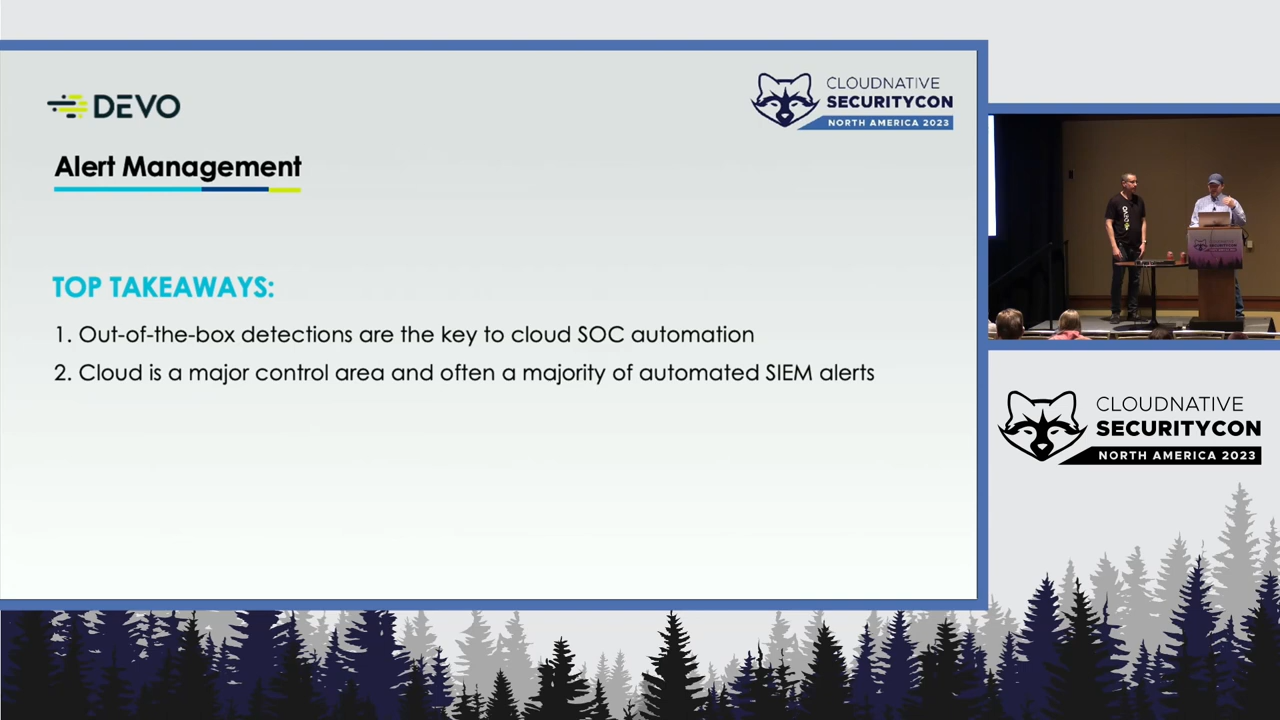 DEVO
CLOUDNATIVE
SECURITYCON
NORTH AMERICA 2023
Alert Management
TOP TAKEAWAYS:
1. Out-of-the-box detections are the key to cloud SOC automation
2. Cloud is a major control area and often a majority of automated SIEM alerts
CLOUDNATIVE
SECURITYCON
NORTH AMERICA 2023